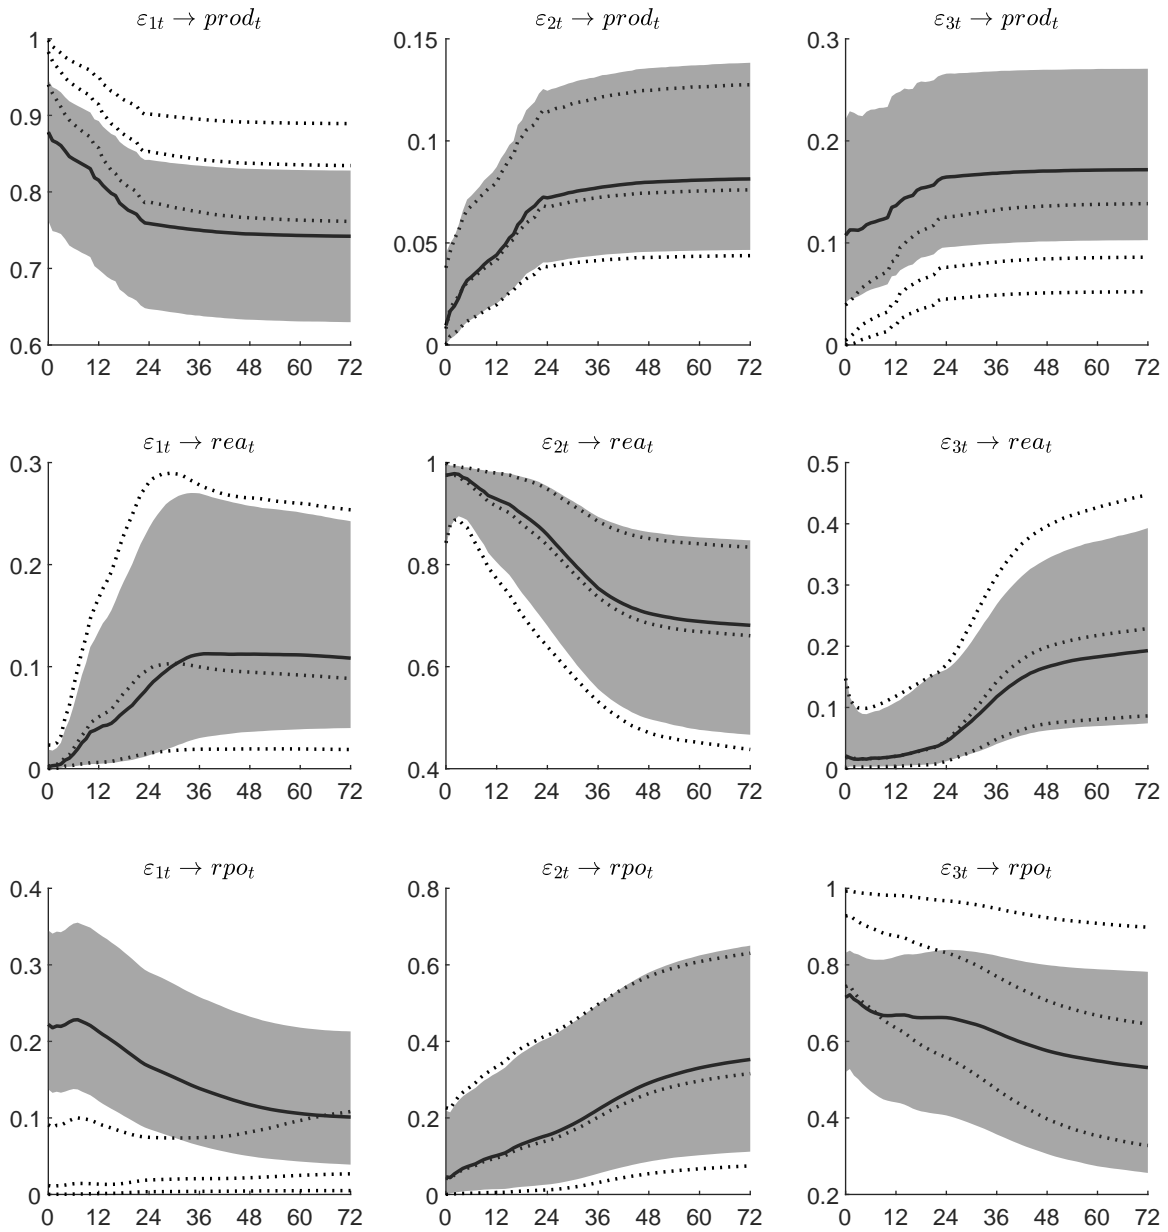 ε1t → prodt ε2t → prodt ε3t → prodt
1 0.15 0.3
0.9
0.1 0.2
0.8
0.05 0.1
0.7
0.6 0 0
0 12 24 36 48 60 72 0 12 24 36 48 60 72 0 12 24 36 48 60 72
ε1t → reat ε2t → reat ε3t → reat
0.3 1 0.5
0.4
0.2 0.8
0.3
0.2
0.1 0.6
0.1
0 0.4 0
0 12 24 36 48 60 72 0 12 24 36 48 60 72 0 12 24 36 48 60 72
ε1t → rpot ε2t → rpot ε3t → rpot
0.4 0.8 1
0.3 0.6 0.8
0.2 0.4 0.6
0.1 0.2 0.4
0 0 0.2
0 12 24 36 48 60 72 0 12 24 36 48 60 72 0 12 24 36 48 60 72